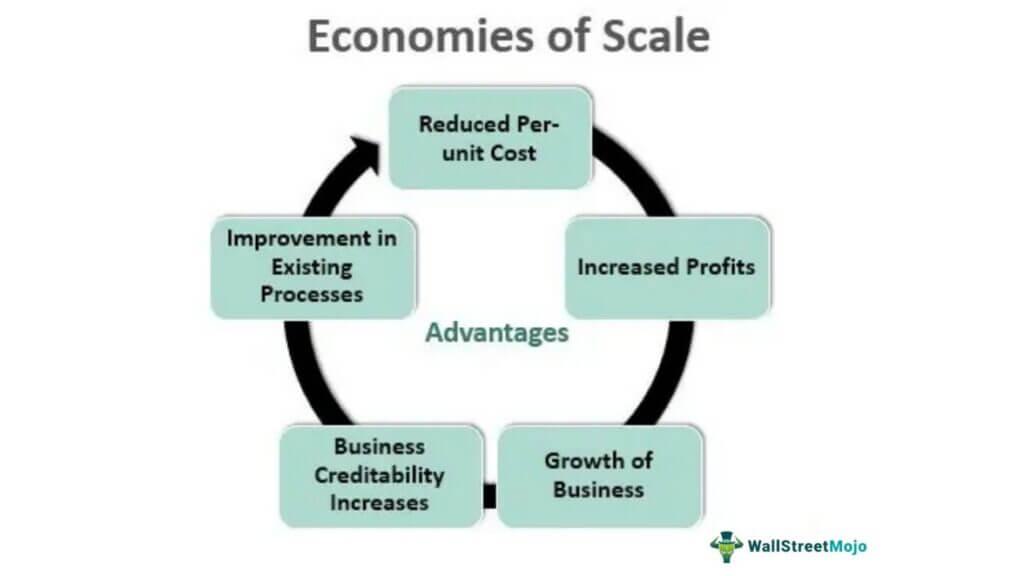 Economies of Scale
Reduced Per-
unit Cost
Increased Profits
Growth of
Business
Business
Creditability
Increases
Improvement in
Existing
Processes
Advantages
WallStreetMojo